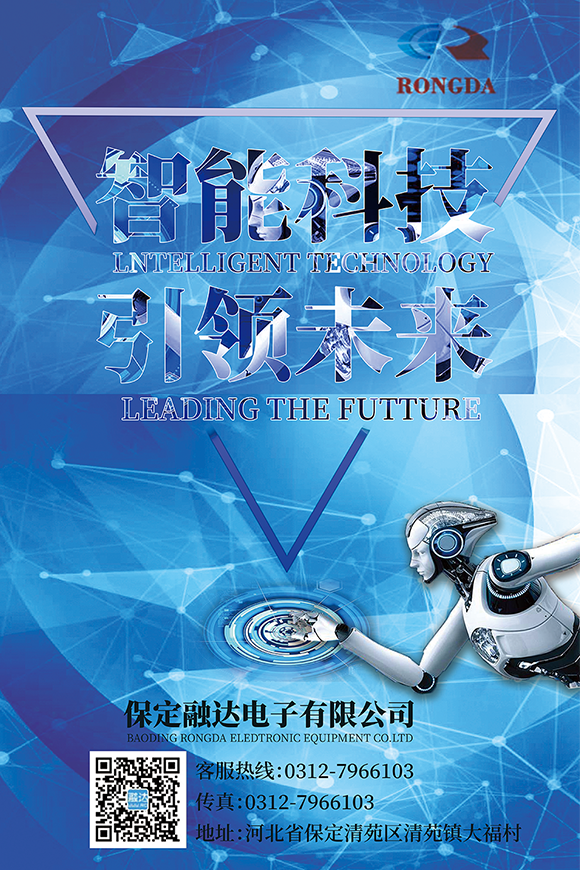 RONGDA
智能科技
LNTELLIGENT TECHNOLOGY
引领未来
LEADING THE FUTTURE
保定融达电子有限公司
BAODING RONGDA ELEDTRONIC EQUIPMENT CO.LTD
融达
客服热线:0312-7966103
传真:0312-7966103
地址:河北省保定清苑区清苑镇大福村